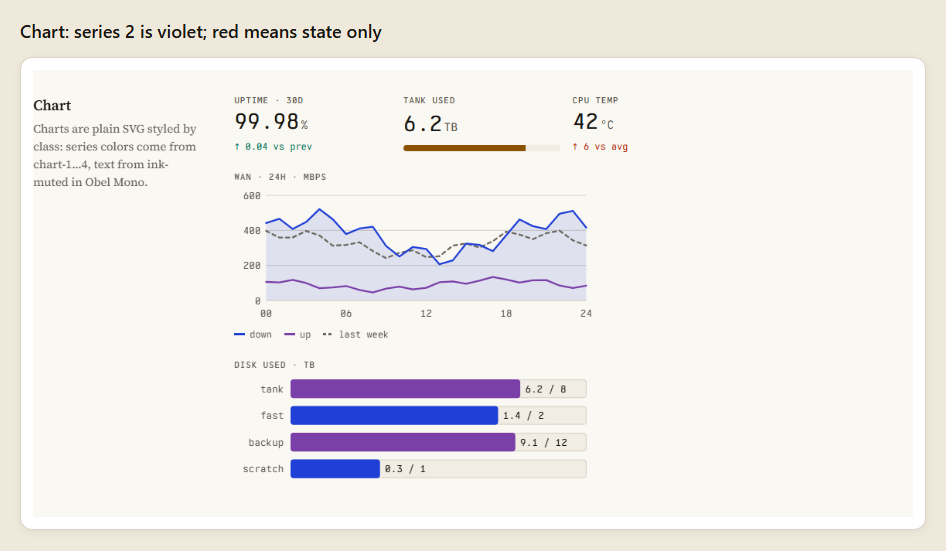 Chart: series 2 is violet; red means state only
Chart
Charts are plain SVG styled by
class: series colors come from
chart-1…4, text from ink-
muted in Obel Mono.
UPTIME · 30D
99.98%
↑ 0.04 vs prev
TANK USED
6.2TB
CPU TEMP
42°C
↑ 6 vs avg
WAN · 24H · MBPS
600
400
200
0
00 06 12 18 24
down up last week
DISK USED · TB
tank 6.2 / 8
fast 1.4 / 2
backup 9.1 / 12
scratch 0.3 / 1